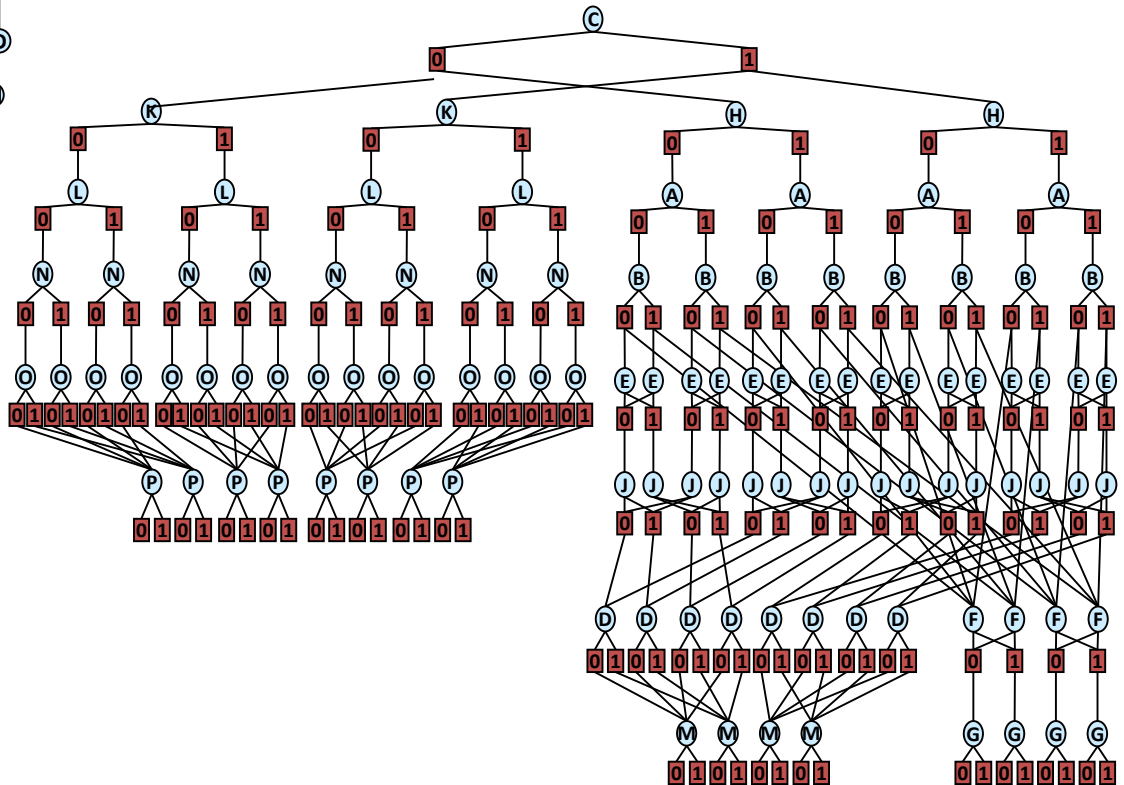 C
0 1
K K H H
0 1 0 1 0 1 0 1
L L L L A A A A
0 1 0 1 0 1 0 1 0 1 0 1 0 1 0 1
N N N N N N N N B B B B B B B B
0 1 0 1 0 1 0 1 0 1 0 1 0 1 0 1 0 1 0 1 0 1 0 1 0 1 0 1 0 1 0 1
O O O O O O O O O O O O O O O O E E E E E E E E E E E E E E E E
0 1 0 1 0 1 0 1 0 1 0 1 0 1 0 1 0 1 0 1 0 1 0 1 0 1 0 1 0 1 0 1 0 1 0 1 0 1 0 1 0 1 0 1 0 1 0 1
P P P P P P P P J J J J J J J J J J J J J J J J
0 1 0 1 0 1 0 1 0 1 0 1 0 1 0 1 0 1 0 1 0 1 0 1 0 1 0 1 0 1 0 1
D D D D D D D D F F F F
0 1 0 1 0 1 0 1 0 1 0 1 0 1 0 1 0 1 0 1
M M M M G G G G
0 1 0 1 0 1 0 1 0 1 0 1 0 1 0 1